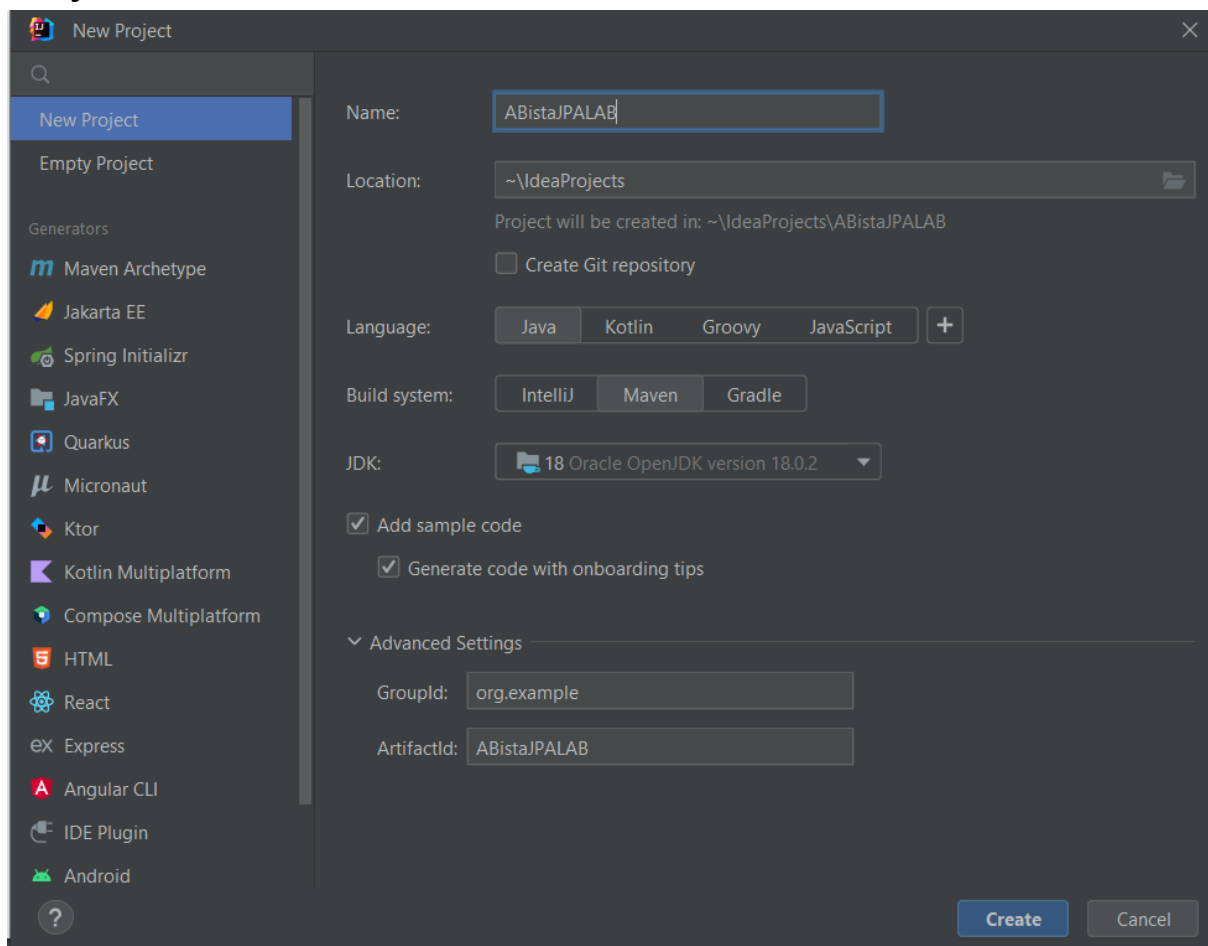 New Project
New Project
Empty Project
Generators
Maven Archetype
Jakarta EE
Spring Initializr
JavaFX
Quarkus
Micronaut
Ktor
Kotlin Multiplatform
Compose Multiplatform
HTML
React
Express
Angular CLI
IDE Plugin
Android
Name: ABistaJPALAB
Location: ~\IdeaProjects
Project will be created in: ~\IdeaProjects\ABistaJPALAB
Create Git repository
Language: Java Kotlin Groovy JavaScript +
Build system: IntelliJ Maven Gradle
JDK: 18 Oracle OpenJDK version 18.0.2
Add sample code
Generate code with onboarding tips
Advanced Settings
GroupId: org.example
ArtifactId: ABistaJPALAB
? Create Cancel